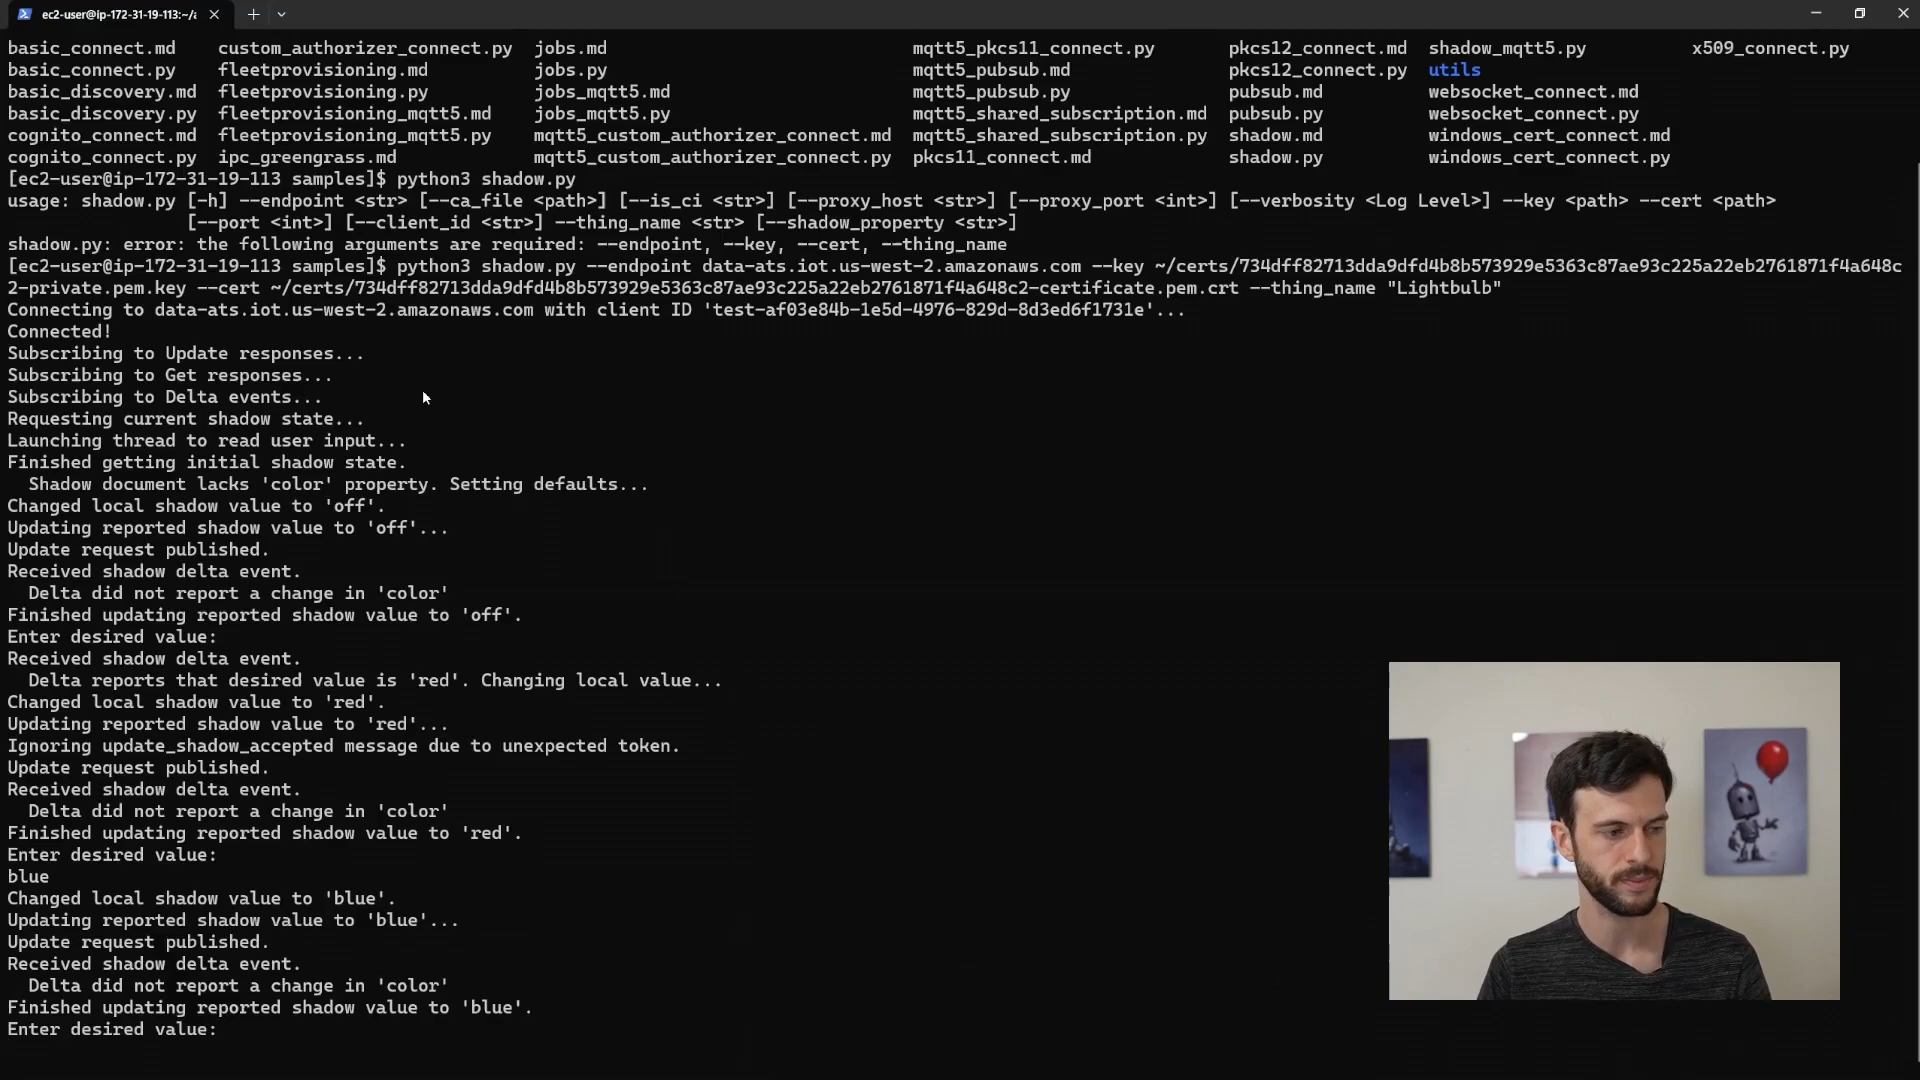 ec2-user@ip-172-31-19-113:~/a
basic_connect.md custom_authorizer_connect.py jobs.md mqtt5_pkcs11_connect.py pkcs12_connect.md shadow_mqtt5.py x509_connect.py
basic_connect.py fleetprovisioning.md jobs.py mqtt5_pubsub.md pkcs12_connect.py utils
basic_discovery.md fleetprovisioning.py jobs_mqtt5.md mqtt5_pubsub.py pubsub.md websocket_connect.md
basic_discovery.py fleetprovisioning_mqtt5.md jobs_mqtt5.py mqtt5_shared_subscription.md pubsub.py websocket_connect.py
cognito_connect.md fleetprovisioning_mqtt5.py mqtt5_custom_authorizer_connect.md mqtt5_shared_subscription.py shadow.md windows_cert_connect.md
cognito_connect.py ipc_greengrass.md mqtt5_custom_authorizer_connect.py pkcs11_connect.md shadow.py windows_cert_connect.py
[ec2-user@ip-172-31-19-113 samples]$ python3 shadow.py
usage: shadow.py [-h] --endpoint <str> [--ca_file <path>] [--is_ci <str>] [--proxy_host <str>] [--proxy_port <int>] [--verbosity <Log Level>] --key <path> --cert <path>
[--port <int>] [--client_id <str>] --thing_name <str> [--shadow_property <str>]
shadow.py: error: the following arguments are required: --endpoint, --key, --cert, --thing_name
[ec2-user@ip-172-31-19-113 samples]$ python3 shadow.py --endpoint data-ats.iot.us-west-2.amazonaws.com --key ~/certs/734dff82713dda9dfd4b8b573929e5363c87ae93c225a22eb2761871f4a648c
2-private.pem.key --cert ~/certs/734dff82713dda9dfd4b8b573929e5363c87ae93c225a22eb2761871f4a648c2-certificate.pem.crt --thing_name "Lightbulb"
Connecting to data-ats.iot.us-west-2.amazonaws.com with client ID 'test-af03e84b-1e5d-4976-829d-8d3ed6f1731e'...
Connected!
Subscribing to Update responses...
Subscribing to Get responses...
Subscribing to Delta events...
Requesting current shadow state...
Launching thread to read user input...
Finished getting initial shadow state.
Shadow document lacks 'color' property. Setting defaults...
Changed local shadow value to 'off'.
Updating reported shadow value to 'off'...
Update request published.
Received shadow delta event.
Delta did not report a change in 'color'
Finished updating reported shadow value to 'off'.
Enter desired value:
Received shadow delta event.
Delta reports that desired value is 'red'. Changing local value...
Changed local shadow value to 'red'.
Updating reported shadow value to 'red'...
Ignoring update_shadow_accepted message due to unexpected token.
Update request published.
Received shadow delta event.
Delta did not report a change in 'color'
Finished updating reported shadow value to 'red'.
Enter desired value:
blue
Changed local shadow value to 'blue'.
Updating reported shadow value to 'blue'...
Update request published.
Received shadow delta event.
Delta did not report a change in 'color'
Finished updating reported shadow value to 'blue'.
Enter desired value: